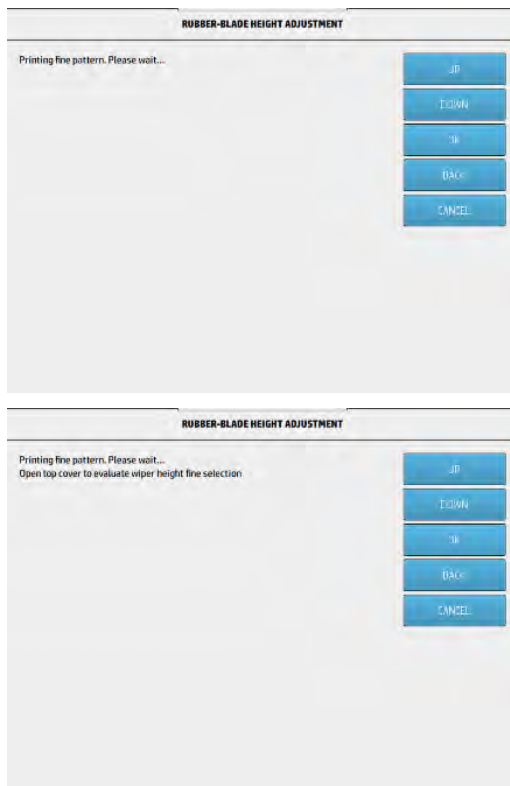 RUBBER-BLADE HEIGHT ADJUSTMENT
Printing fine pattern. Please wait...
UP
DOWN
OK
BACK
CANCEL
RUBBER-BLADE HEIGHT ADJUSTMENT
Printing fine pattern. Please wait...
Open top cover to evaluate wiper height fine selection
UP
DOWN
OK
BACK
CANCEL